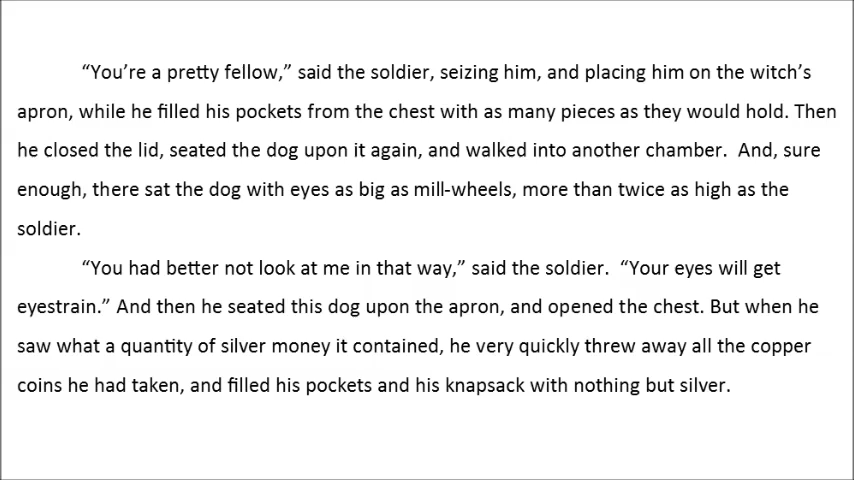 “You’re a pretty fellow,” said the soldier, seizing him, and placing him on the witch’s
apron, while he filled his pockets from the chest with as many pieces as they would hold. Then
he closed the lid, seated the dog upon it again, and walked into another chamber.  And, sure
enough, there sat the dog with eyes as big as mill-wheels, more than twice as high as the
soldier.
“You had better not look at me in that way,” said the soldier.  “Your eyes will get
eyestrain.” And then he seated this dog upon the apron, and opened the chest. But when he
saw what a quantity of silver money it contained, he very quickly threw away all the copper
coins he had taken, and filled his pockets and his knapsack with nothing but silver.